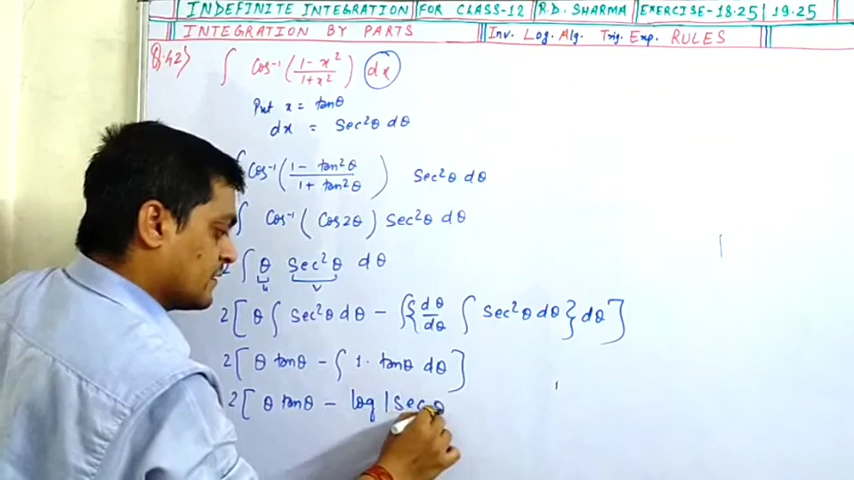 INDEFINITE INTEGRATION FOR CLASS-12 R.D. SHARMA EXERCISE-18.25/19.25
INTEGRATION BY PARTS Inv. Log. Alg. Trig. Exp. RULES
Q.42) ∫ Cos⁻¹(1-x²/1+x²) dx
Put x = tanθ
dx = Sec²θ dθ
∫ Cos⁻¹(1-tan²θ/1+tan²θ) Sec²θ dθ
∫ Cos⁻¹(Cos2θ) Sec²θ dθ
2∫ θ Sec²θ dθ
2[θ∫ Sec²θ dθ - ∫{dθ/dθ ∫ Sec²θ dθ} dθ]
2[θ tanθ - ∫ 1. tanθ dθ]
2[θ tanθ - log|Sec θ